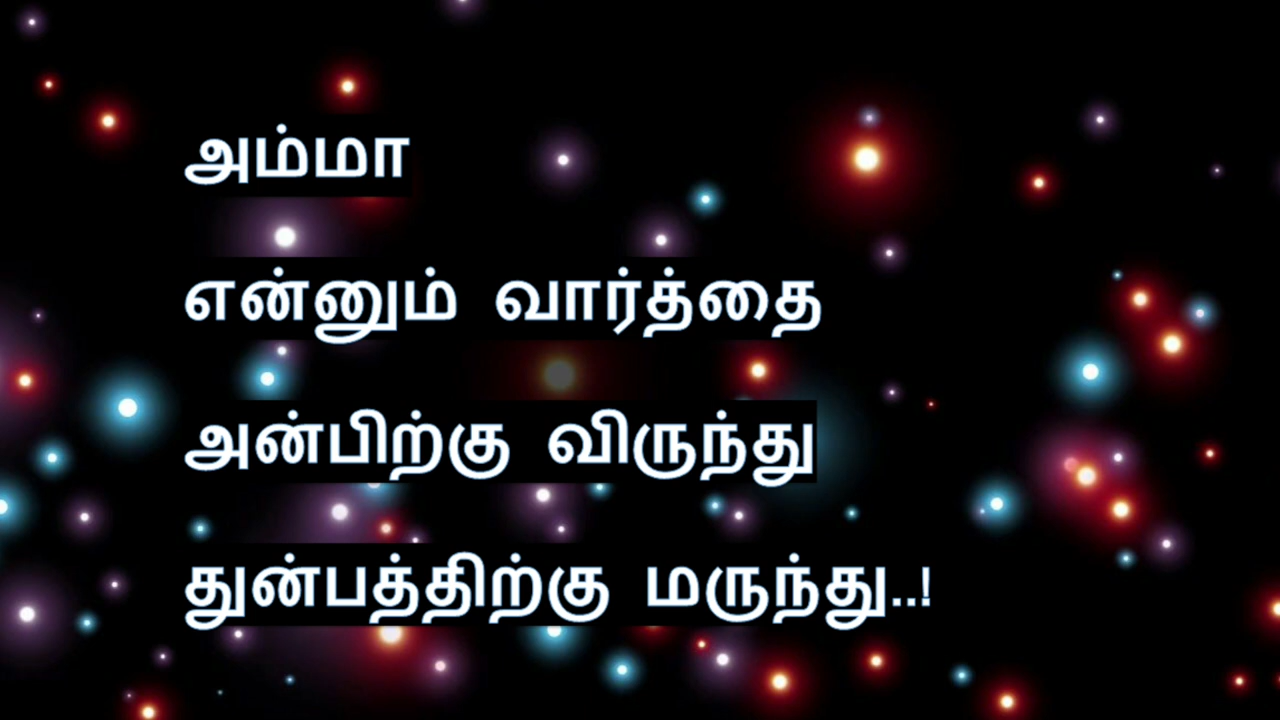 அம்மா
என்னும் வார்த்தை
அன்பிற்கு விருந்து
துன்பத்திற்கு மருந்து..!